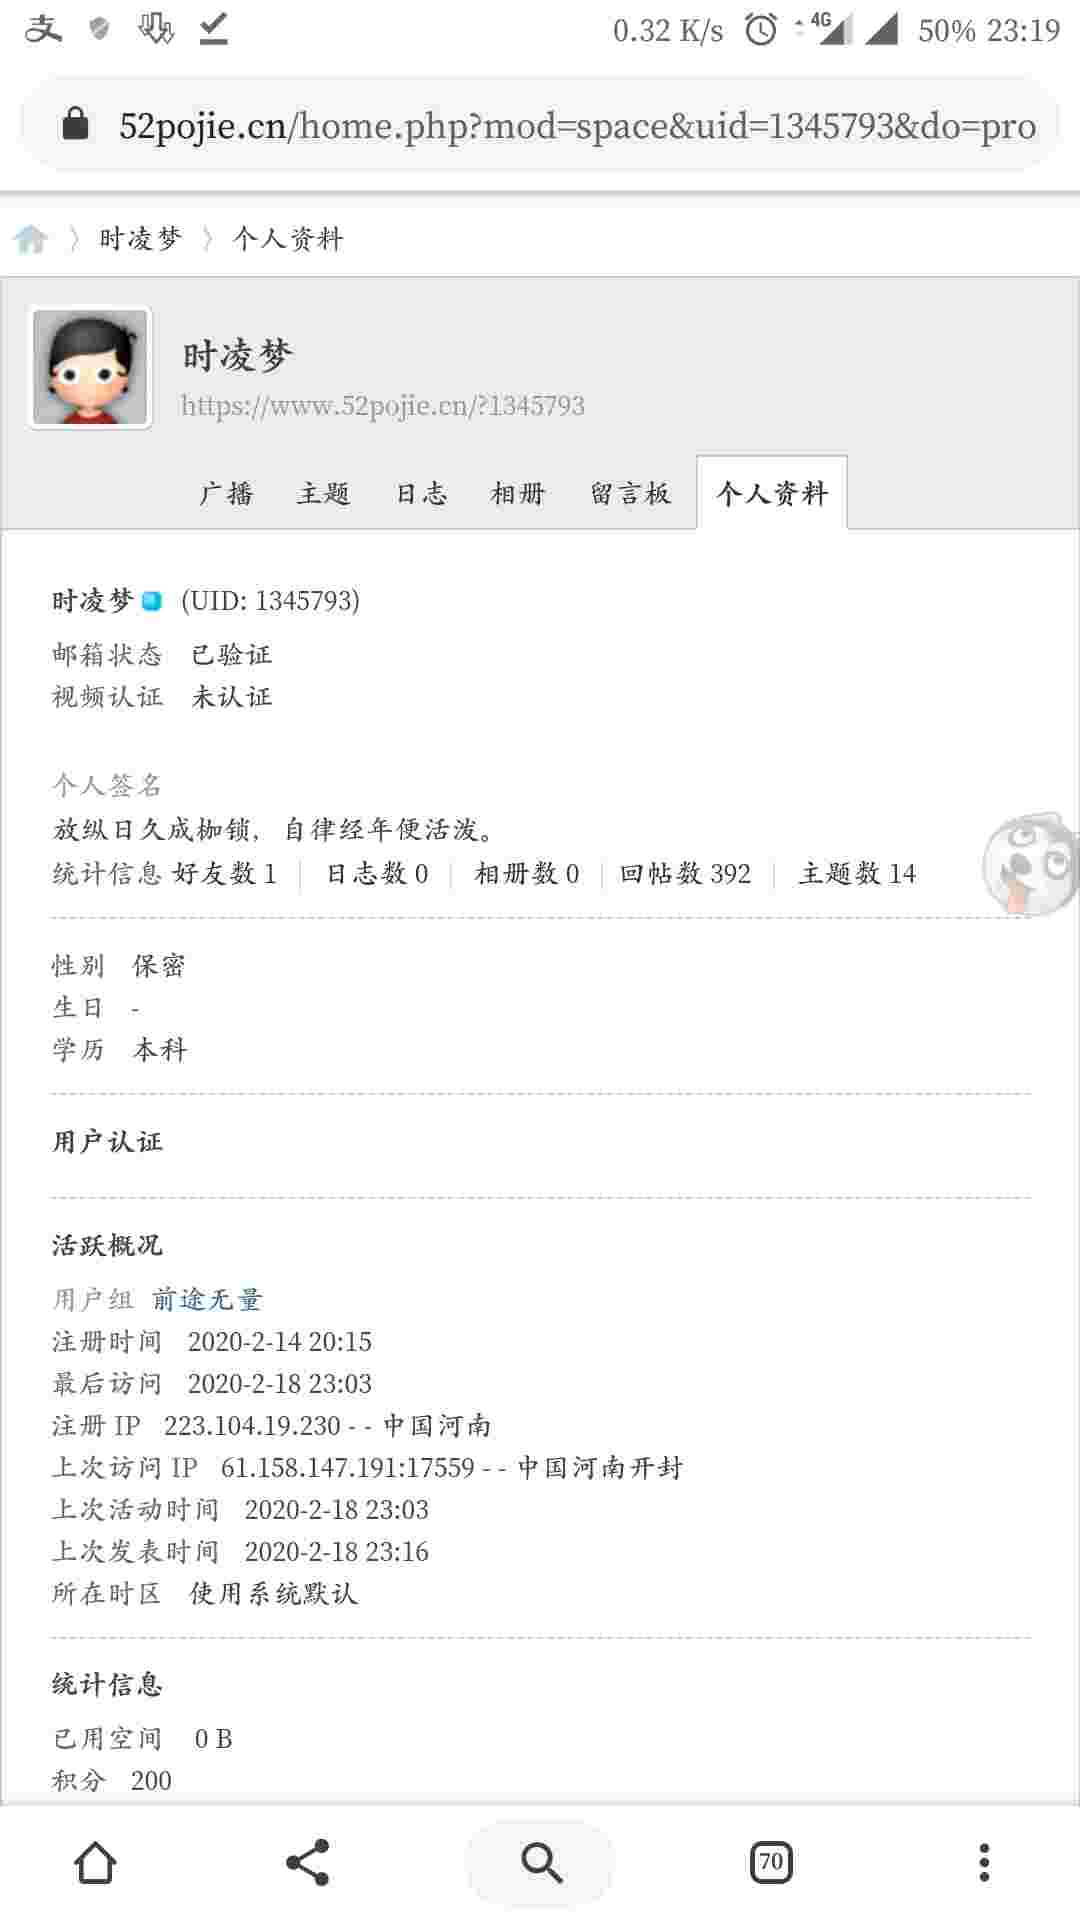 0.32 K/s 4G 50% 23:19
52pojie.cn/home.php?mod=space&uid=1345793&do=pro
时凌梦 〉 个人资料
时凌梦
https://www.52pojie.cn/?1345793
广播 主题 日志 相册 留言板 个人资料
时凌梦 (UID: 1345793)
邮箱状态 已验证
视频认证 未认证
个人签名
放纵日久成枷锁，自律经年便活泼。
统计信息 好友数 1 日志数 0 相册数 0 回帖数 392 主题数 14
性别 保密
生日 -
学历 本科
用户认证
活跃概况
用户组 前途无量
注册时间 2020-2-14 20:15
最后访问 2020-2-18 23:03
注册 IP 223.104.19.230 - - 中国河南
上次访问 IP 61.158.147.191:17559 - - 中国河南开封
上次活动时间 2020-2-18 23:03
上次发表时间 2020-2-18 23:16
所在时区 使用系统默认
统计信息
已用空间 0 B
积分 200
70